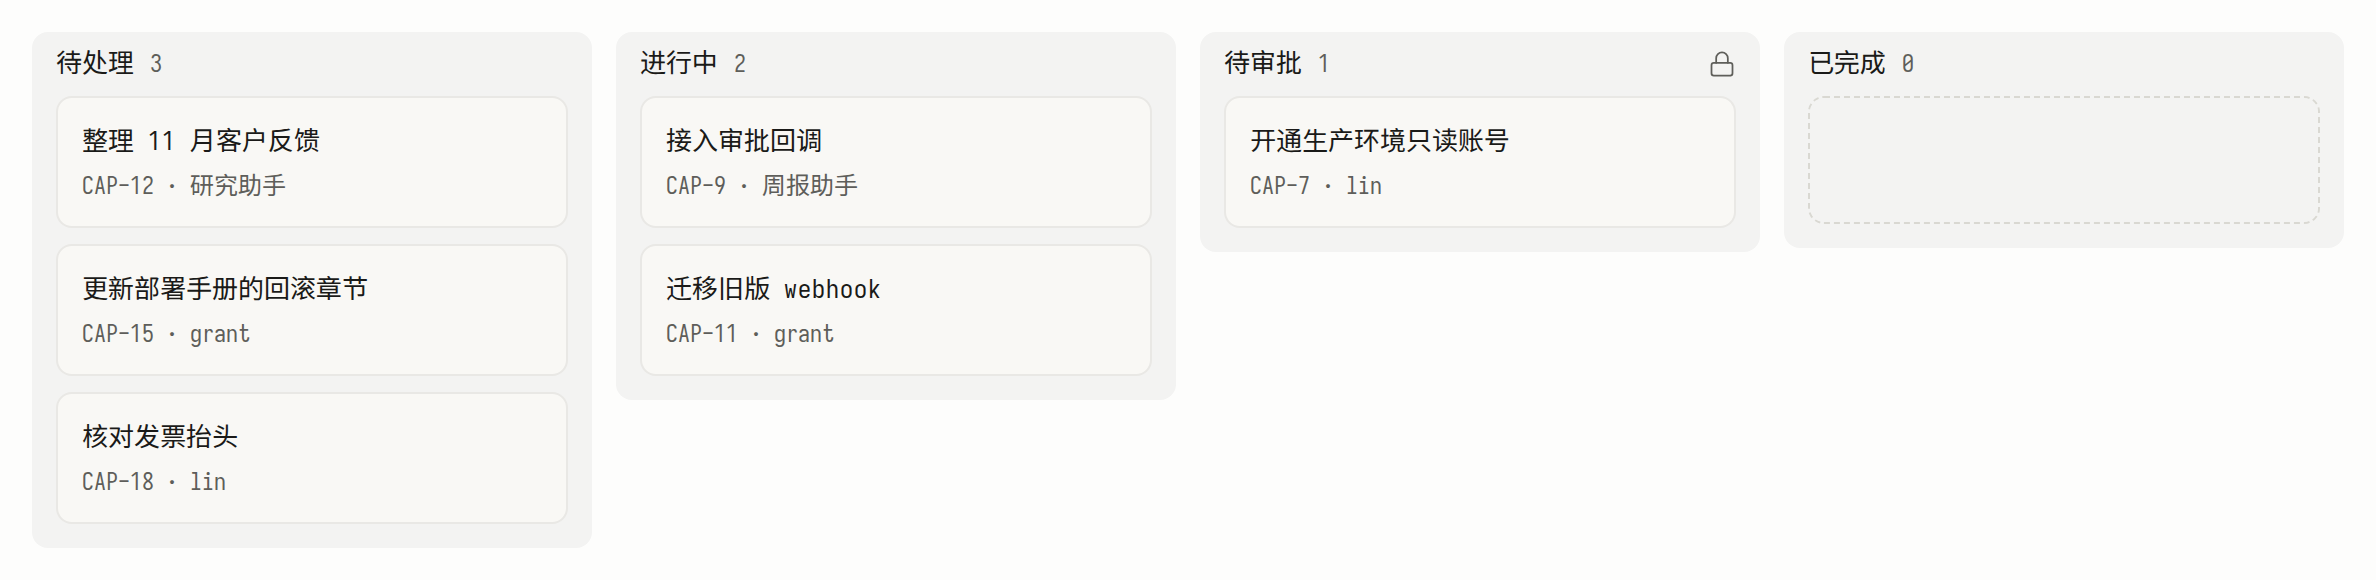 待处理 3
整理 11 月客户反馈
CAP-12 · 研究助手
更新部署手册的回滚章节
CAP-15 · grant
核对发票抬头
CAP-18 · lin
进行中 2
接入审批回调
CAP-9 · 周报助手
迁移旧版 webhook
CAP-11 · grant
待审批 1
开通生产环境只读账号
CAP-7 · lin
已完成 0